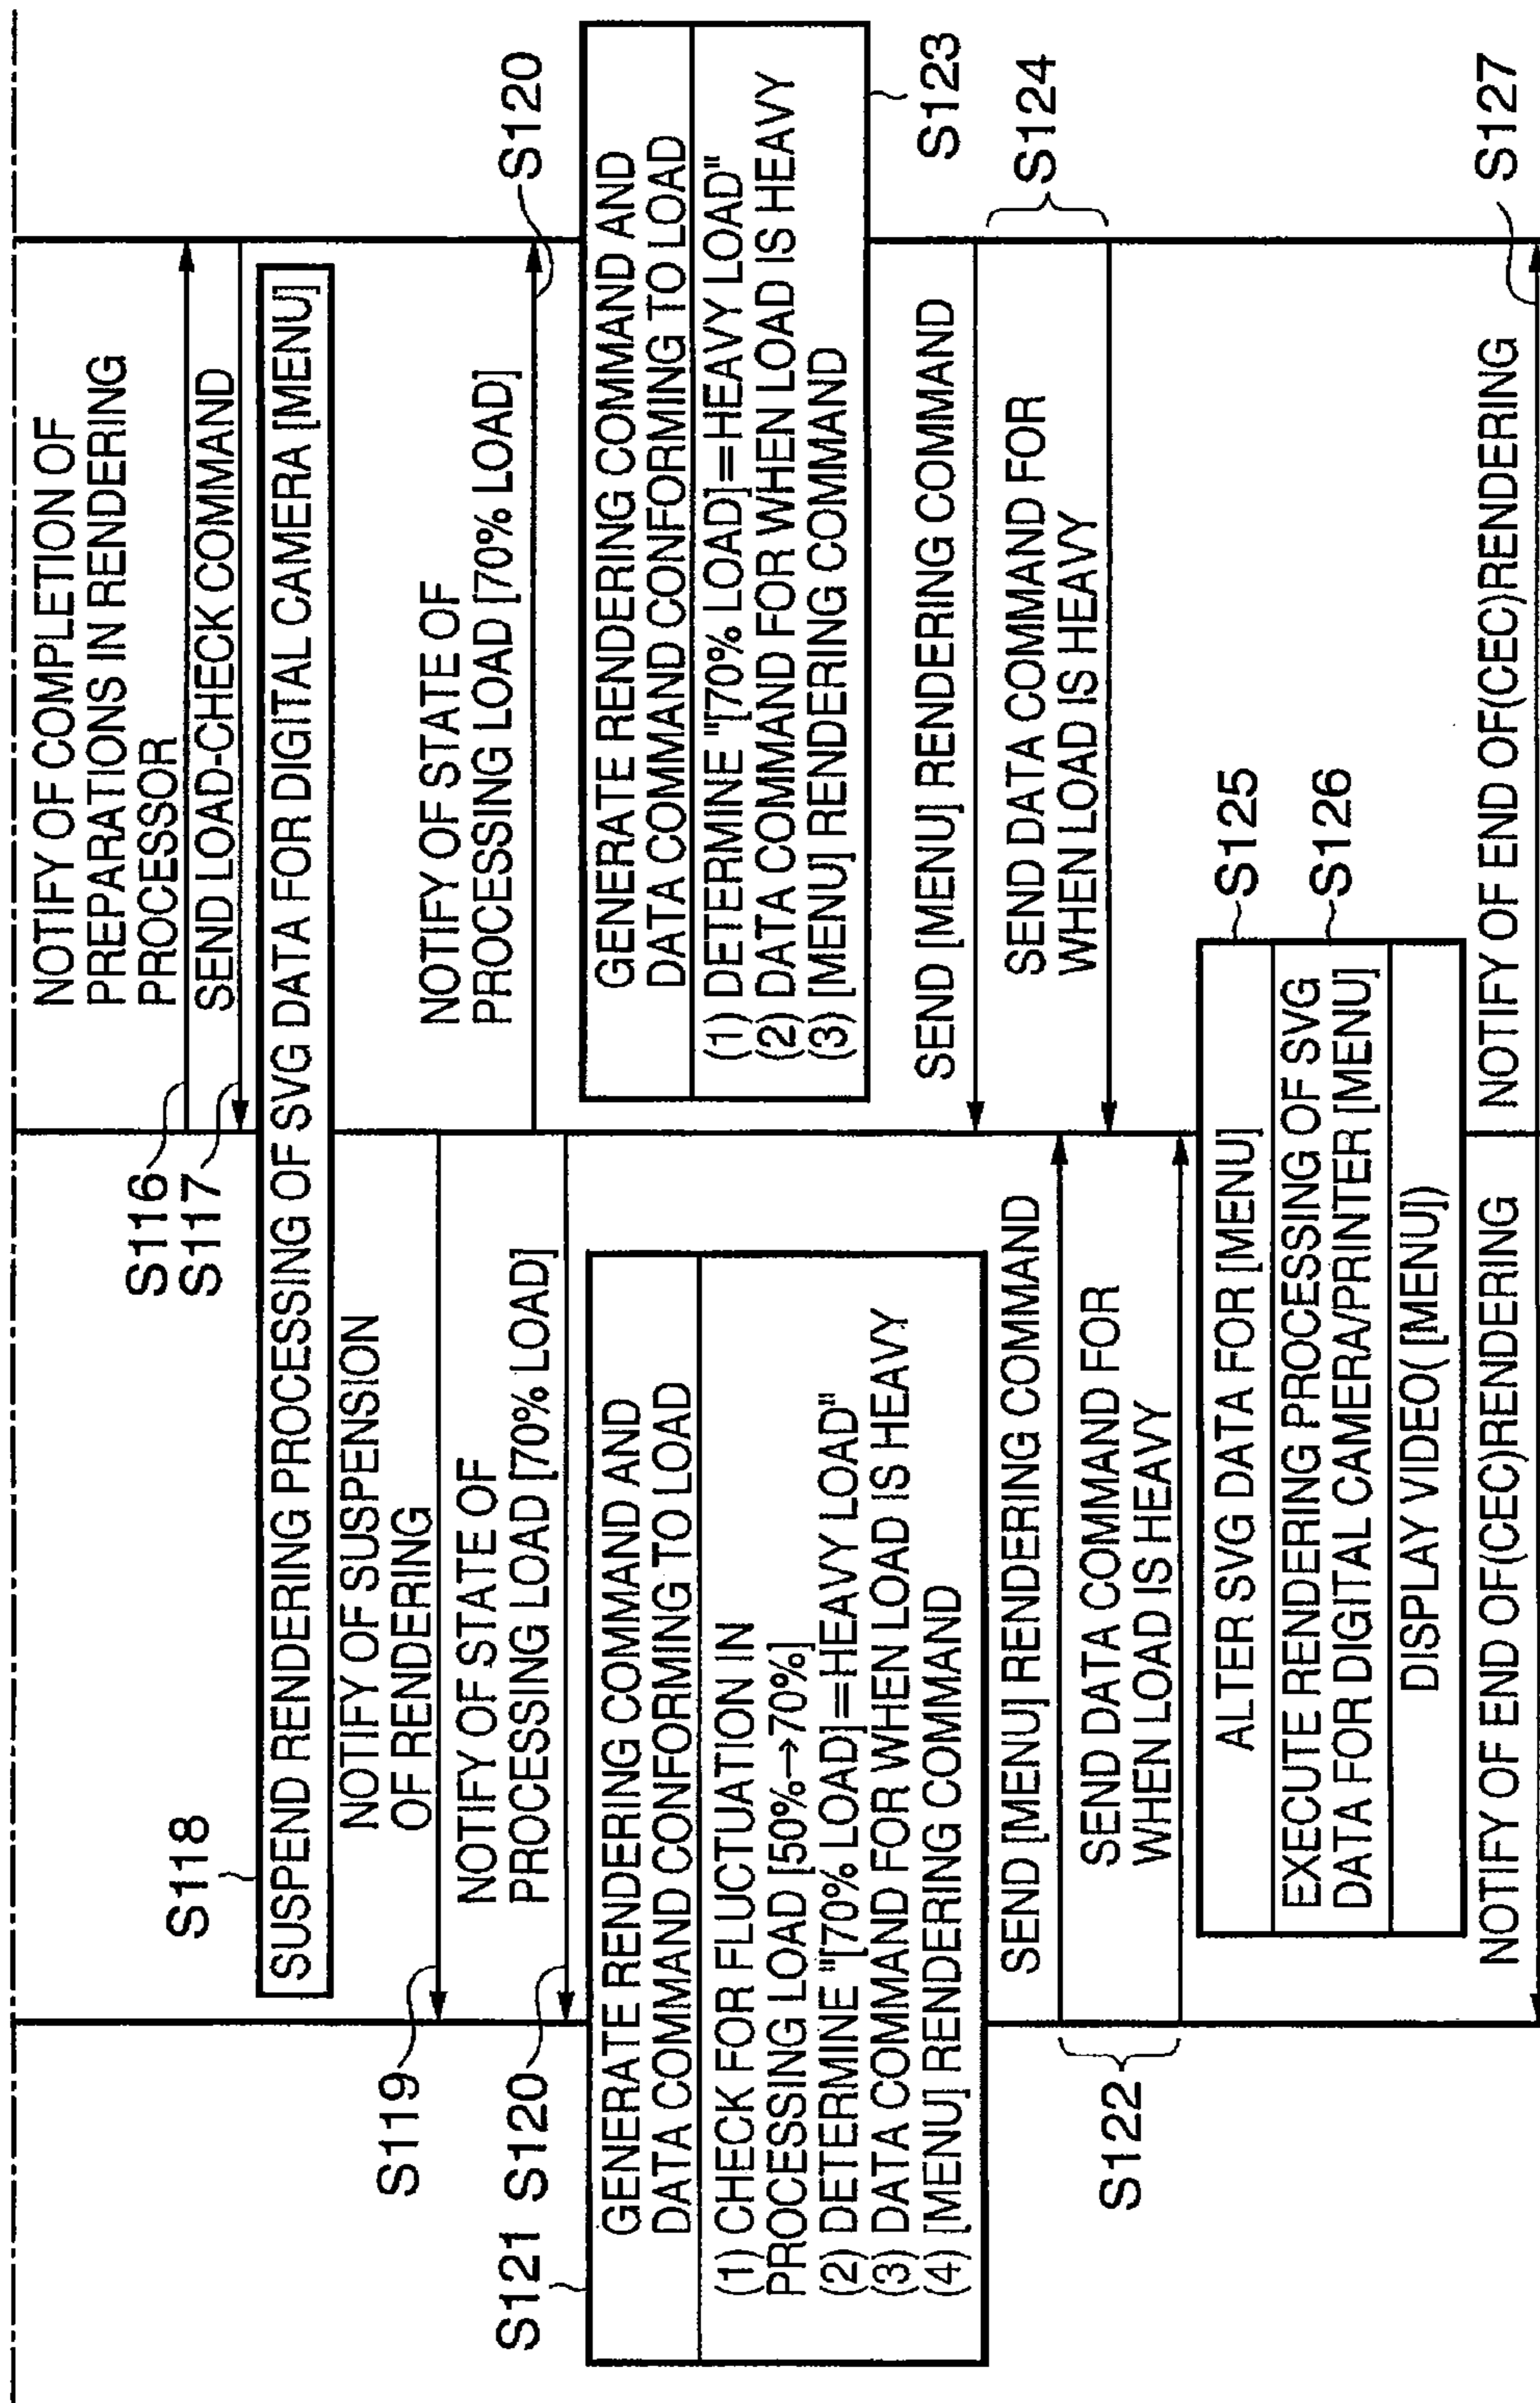 NOTIFY OF COMPLETION OF
PREPARATIONS IN RENDERING
PROCESSOR
S116
SEND LOAD-CHECK COMMAND
S117
S118
SUSPEND RENDERING PROCESSING OF SVG DATA FOR DIGITAL CAMERA [MENU]
NOTIFY OF SUSPENSION
OF RENDERING
S119
NOTIFY OF STATE OF
PROCESSING LOAD [70% LOAD]
S120
NOTIFY OF STATE OF
PROCESSING LOAD [70% LOAD]
S120
S121
GENERATE RENDERING COMMAND AND
DATA COMMAND CONFORMING TO LOAD
(1) CHECK FOR FLUCTUATION IN
PROCESSING LOAD [50%→70%]
(2) DETERMINE "[70% LOAD]=HEAVY LOAD"
(3) DATA COMMAND FOR WHEN LOAD IS HEAVY
(4) [MENU] RENDERING COMMAND
GENERATE RENDERING COMMAND AND
DATA COMMAND CONFORMING TO LOAD
(1) DETERMINE "[70% LOAD]=HEAVY LOAD"
(2) DATA COMMAND FOR WHEN LOAD IS HEAVY
(3) [MENU] RENDERING COMMAND
S123
SEND [MENU] RENDERING COMMAND
SEND DATA COMMAND FOR
WHEN LOAD IS HEAVY
S124
SEND [MENU] RENDERING COMMAND
SEND DATA COMMAND FOR
WHEN LOAD IS HEAVY
S122
ALTER SVG DATA FOR [MENU]
S125
EXECUTE RENDERING PROCESSING OF SVG
DATA FOR DIGITAL CAMERA/PRINTER [MENU]
S126
DISPLAY VIDEO( [MENU])
NOTIFY OF END OF(CEC)RENDERING
NOTIFY OF END OF(CEC)RENDERING
S127